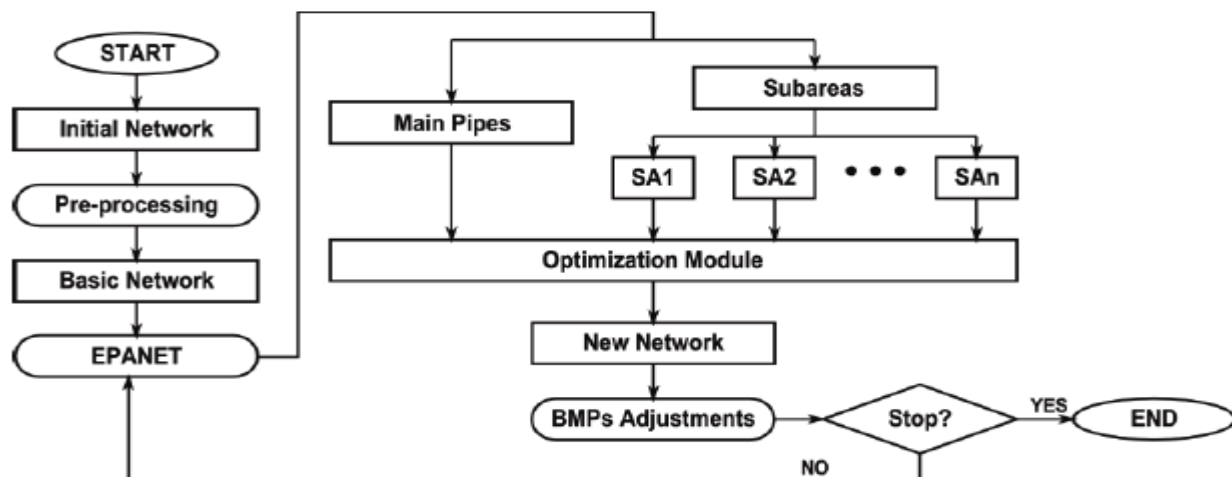 START
Initial Network
Pre-processing
Basic Network
EPANET
Main Pipes
Subareas
SA1
SA2
• • •
SAn
Optimization Module
New Network
BMPs Adjustments
Stop?
YES
END
NO